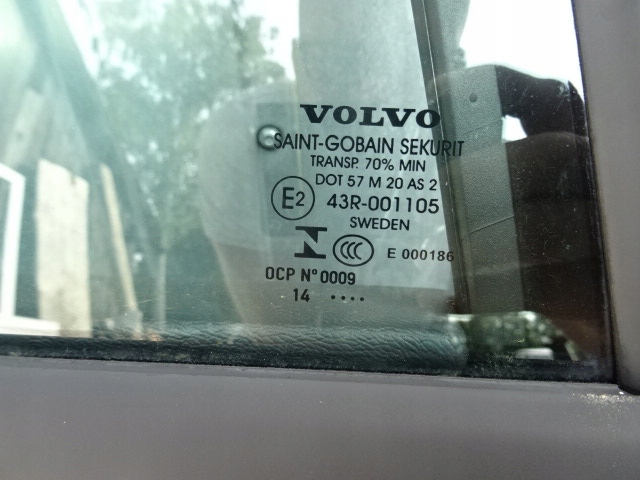 VOLVO
SAINT-GOBAIN SEKURIT
TRANSP. 70% MIN
DOT 57 M 20 AS 2
E2 43R-001105
SWEDEN
CCC E 000186
OCP N° 0009
14 ....